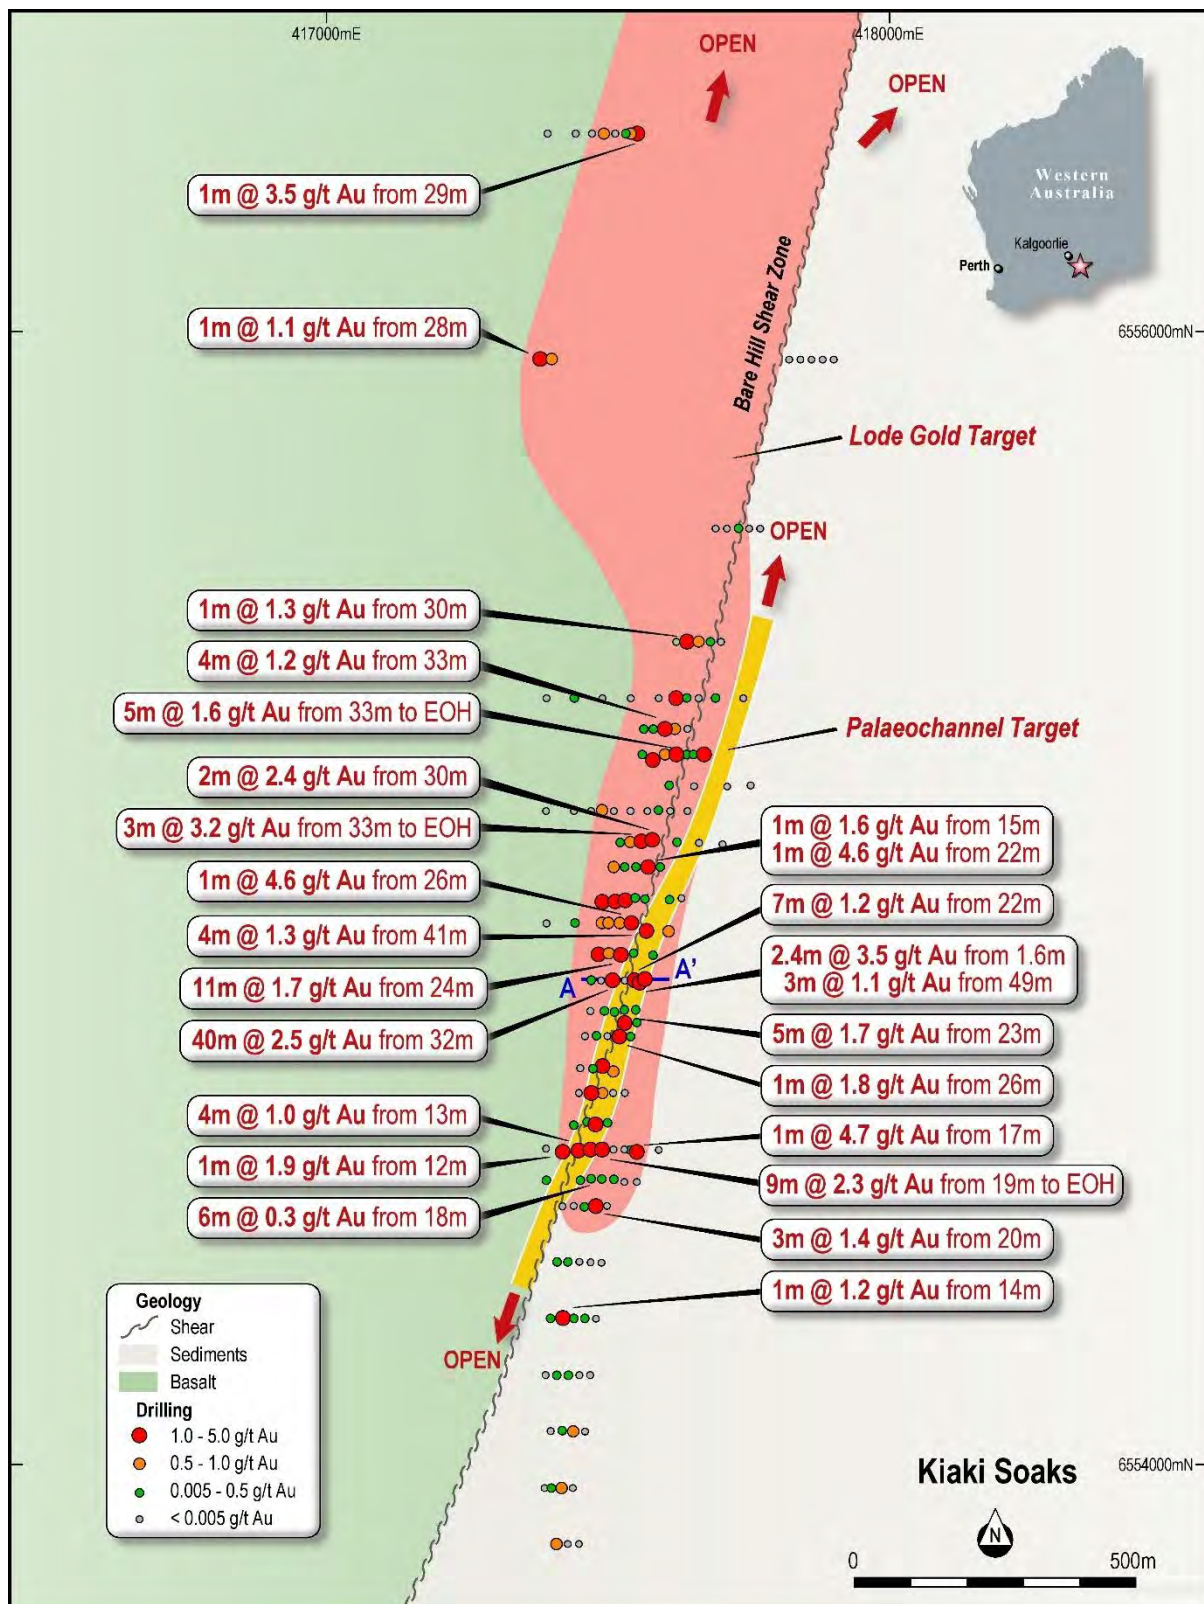 417000mE
418000mE
OPEN
OPEN
Western
Australia
Kalgoorlie
Perth
1m @ 3.5 g/t Au from 29m
Bare Hill Shear Zone
1m @ 1.1 g/t Au from 28m
6556000mN
Lode Gold Target
OPEN
1m @ 1.3 g/t Au from 30m
4m @ 1.2 g/t Au from 33m
5m @ 1.6 g/t Au from 33m to EOH
Palaeochannel Target
2m @ 2.4 g/t Au from 30m
3m @ 3.2 g/t Au from 33m to EOH
1m @ 1.6 g/t Au from 15m
1m @ 4.6 g/t Au from 22m
1m @ 4.6 g/t Au from 26m
7m @ 1.2 g/t Au from 22m
4m @ 1.3 g/t Au from 41m
2.4m @ 3.5 g/t Au from 1.6m
3m @ 1.1 g/t Au from 49m
A
A'
11m @ 1.7 g/t Au from 24m
40m @ 2.5 g/t Au from 32m
5m @ 1.7 g/t Au from 23m
1m @ 1.8 g/t Au from 26m
4m @ 1.0 g/t Au from 13m
1m @ 4.7 g/t Au from 17m
1m @ 1.9 g/t Au from 12m
9m @ 2.3 g/t Au from 19m to EOH
6m @ 0.3 g/t Au from 18m
3m @ 1.4 g/t Au from 20m
1m @ 1.2 g/t Au from 14m
OPEN
Geology
Shear
Sediments
Basalt
Drilling
1.0 - 5.0 g/t Au
0.5 - 1.0 g/t Au
0.005 - 0.5 g/t Au
< 0.005 g/t Au
Kiaki Soaks
6554000mN
N
0
500m